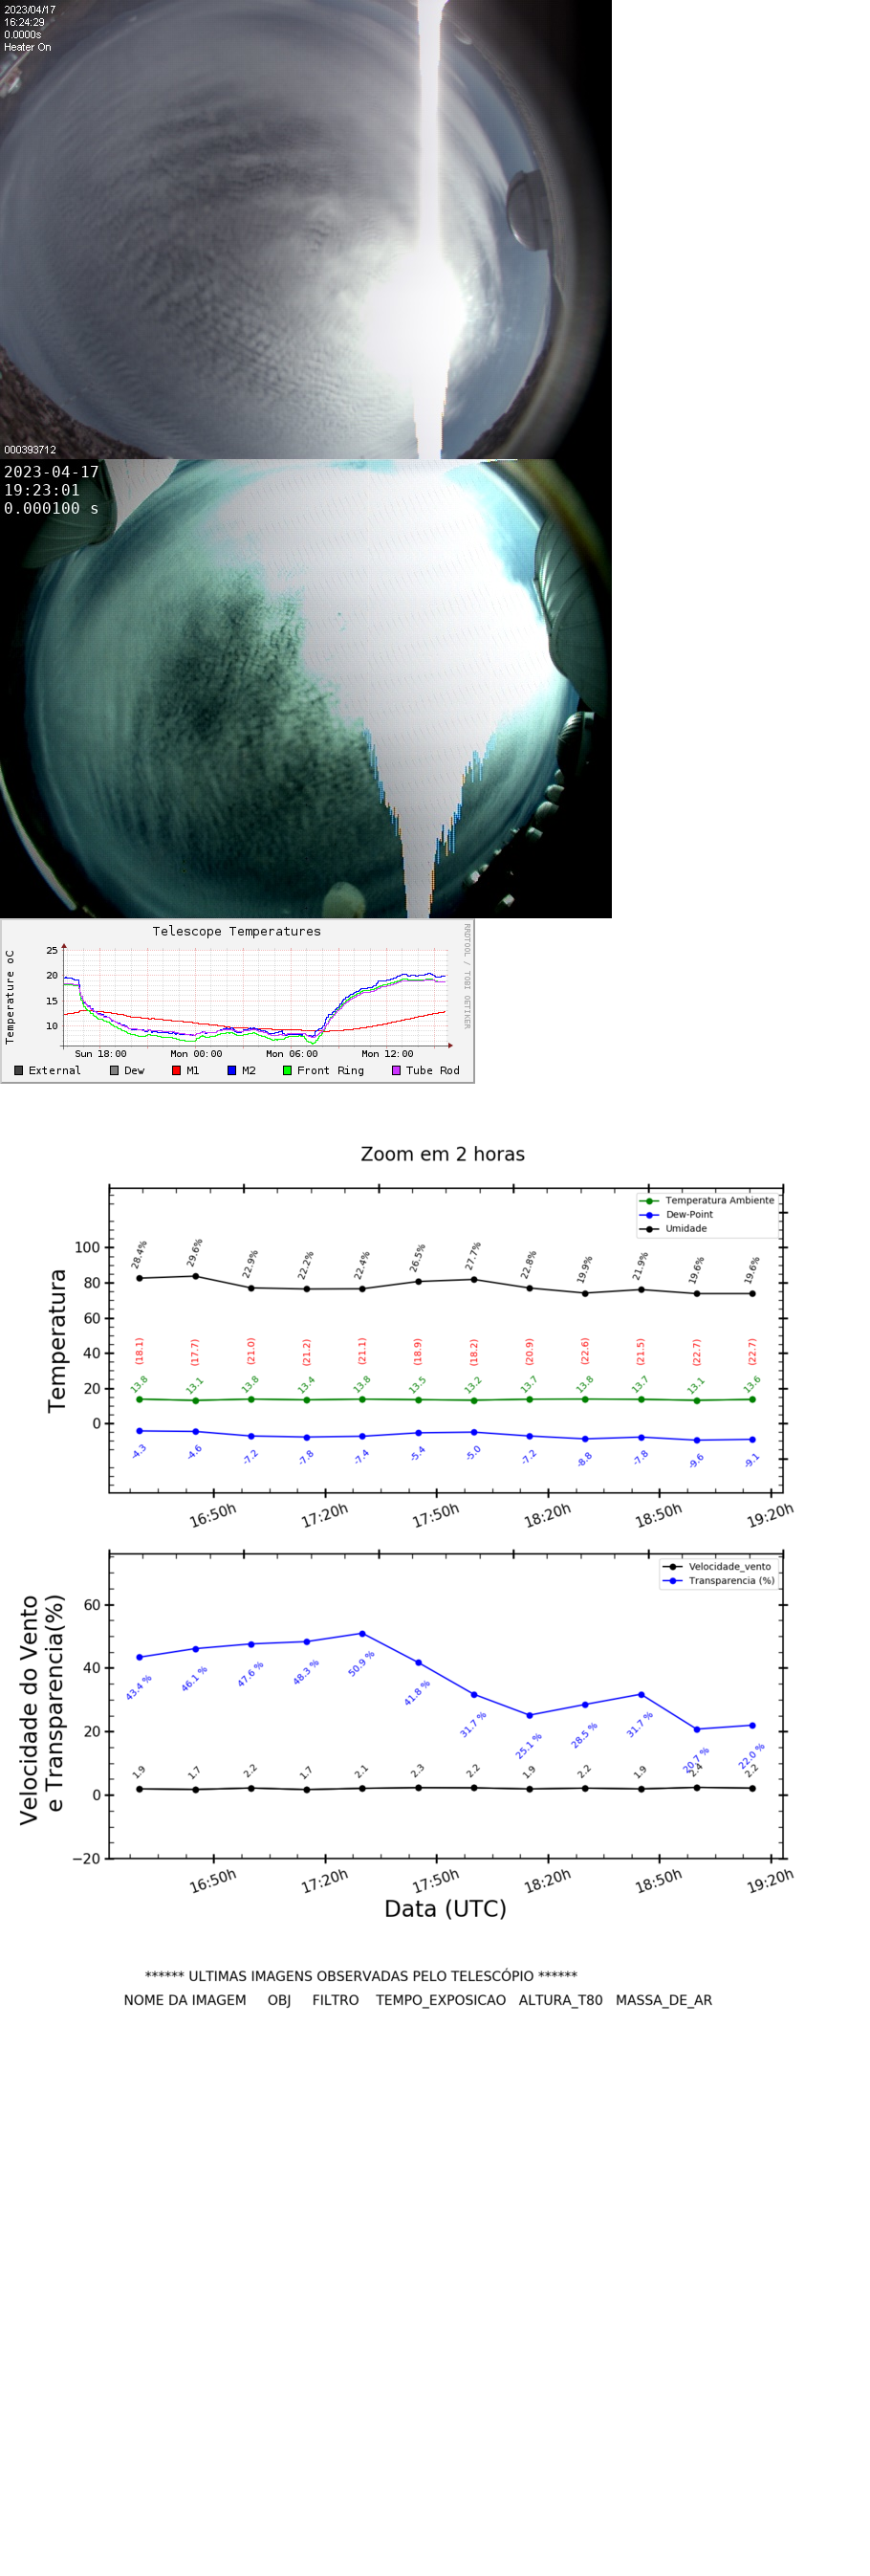 2023/04/17
16:24:29
0.0000s
Heater On
000393712
2023-04-17
19:23:01
0.000100 s
Telescope Temperatures
RRDTOOL / TOBI OETIKER
Temperature oC
25
20
15
10
Sun 18:00 Mon 00:00 Mon 06:00 Mon 12:00
External Dew M1 M2 Front Ring Tube Rod
Zoom em 2 horas
Temperatura Ambiente
Dew-Point
Umidade
Temperatura
100
80
60
40
20
0
28.4% 29.6% 22.9% 22.2% 22.4% 26.5% 27.7% 22.8% 19.9% 21.9% 19.6% 19.6%
(18.1) (17.7) (21.0) (21.2) (21.1) (18.9) (18.2) (20.9) (22.6) (21.5) (22.7) (22.7)
13.8 13.1 13.8 13.4 13.8 13.5 13.2 13.7 13.8 13.7 13.1 13.6
-4.3 -4.6 -7.2 -7.8 -7.4 -5.4 -5.0 -7.2 -8.8 -7.8 -9.6 -9.1
16:50h 17:20h 17:50h 18:20h 18:50h 19:20h
Velocidade_vento
Transparencia (%)
Velocidade do Vento
e Transparencia(%)
60
40
20
0
−20
43.4 % 46.1 % 47.6 % 48.3 % 50.9 % 41.8 % 31.7 % 25.1 % 28.5 % 31.7 % 20.7 % 22.0 %
1.9 1.7 2.2 1.7 2.1 2.3 2.2 1.9 2.2 1.9 2.4 2.2
16:50h 17:20h 17:50h 18:20h 18:50h 19:20h
Data (UTC)
****** ULTIMAS IMAGENS OBSERVADAS PELO TELESCÓPIO ******
NOME DA IMAGEM OBJ FILTRO TEMPO_EXPOSICAO ALTURA_T80 MASSA_DE_AR